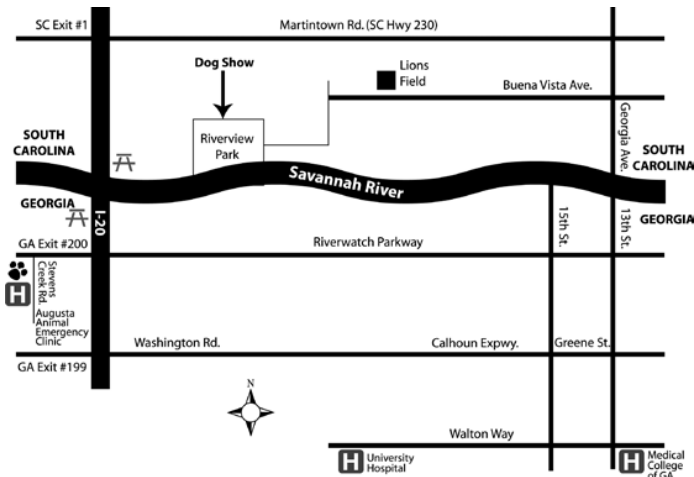 SC Exit #1
Martintown Rd. (SC Hwy 230)
Dog Show
Lions
Field
Buena Vista Ave.
Riverview
Park
Georgia Ave.
SOUTH
CAROLINA
SOUTH
CAROLINA
Savannah River
GEORGIA
GEORGIA
I-20
15th St.
13th St.
GA Exit #200
Riverwatch Parkway
Stevens
Creek Rd.
H
Augusta
Animal
Emergency
Clinic
Washington Rd.
Calhoun Expwy.
Greene St.
GA Exit #199
N
Walton Way
H
University
Hospital
H
Medical
College
of GA